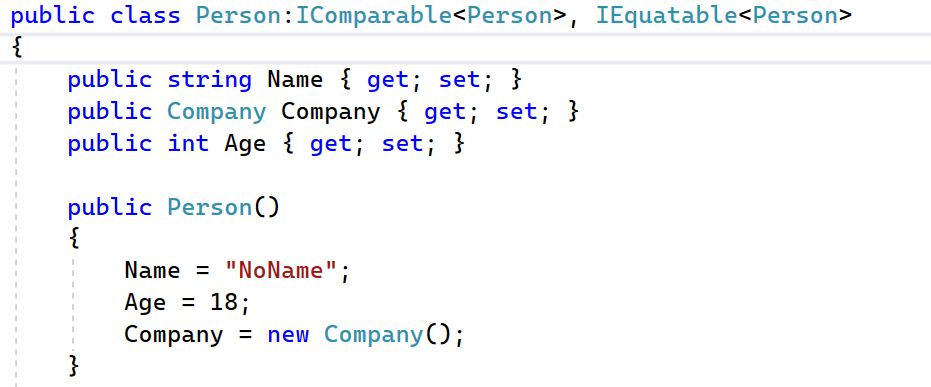 public class Person:IComparable<Person>, IEquatable<Person>
{
    public string Name { get; set; }
    public Company Company { get; set; }
    public int Age { get; set; }

    public Person()
    {
        Name = "NoName";
        Age = 18;
        Company = new Company();
    }